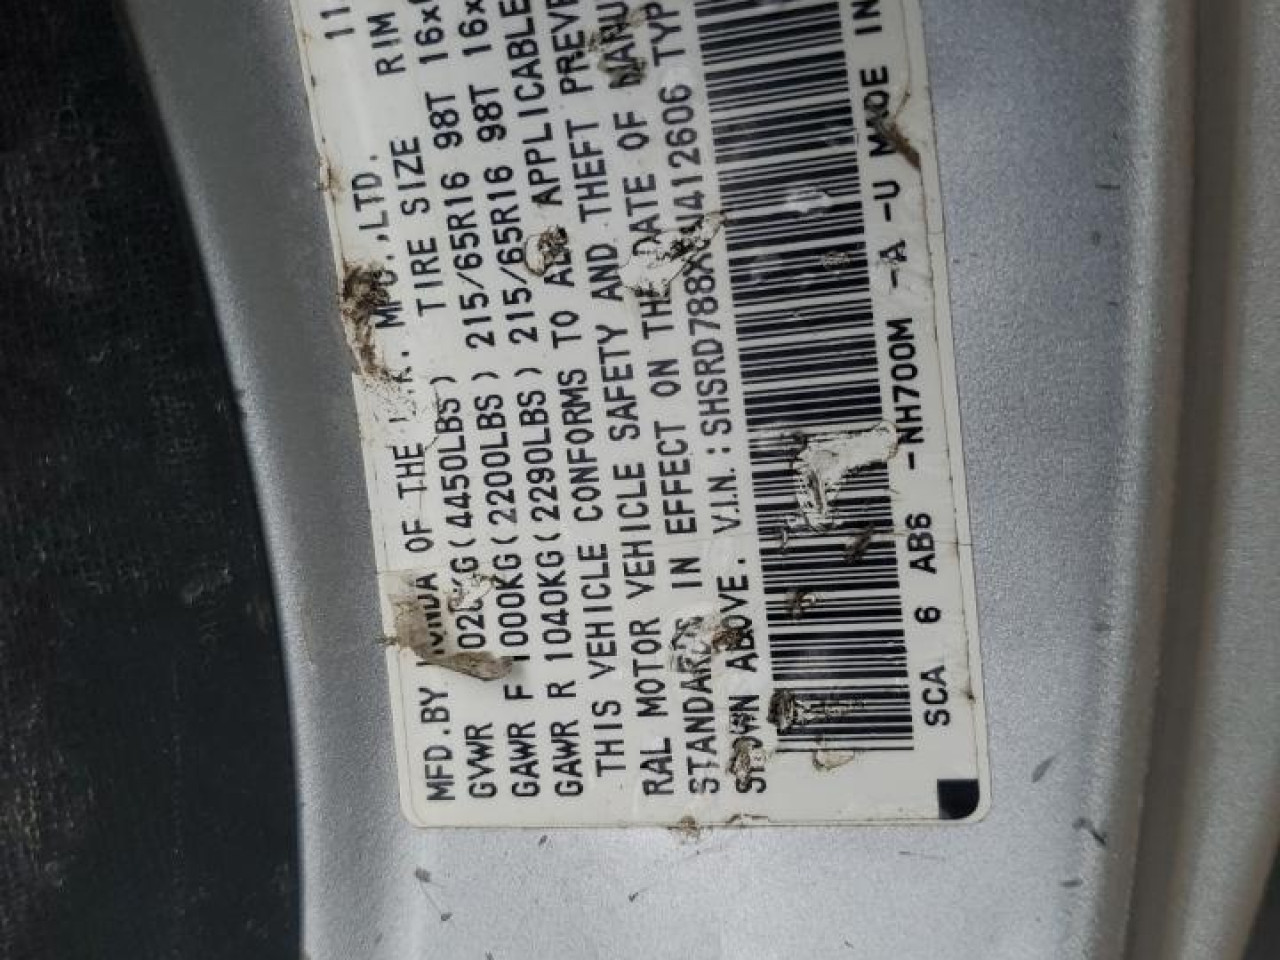 11
MFD.BY HONDA OF THE U.K. MFG.,LTD.
GVWR 2020KG(4450LBS) TIRE SIZE RIM
GAWR F 1000KG(2200LBS) 215/65R16 98T 16x
GAWR R 1040KG(2290LBS) 215/65R16 98T 16x
THIS VEHICLE CONFORMS TO ALL APPLICABLE
RAL MOTOR VEHICLE SAFETY AND THEFT PREVE
STANDARDS IN EFFECT ON THE DATE OF MANU
SHOWN ABOVE. V.I.N.:SHSRD788X6U412606 TYP
SCA 6 AB6 -NH700M -A -U MADE IN